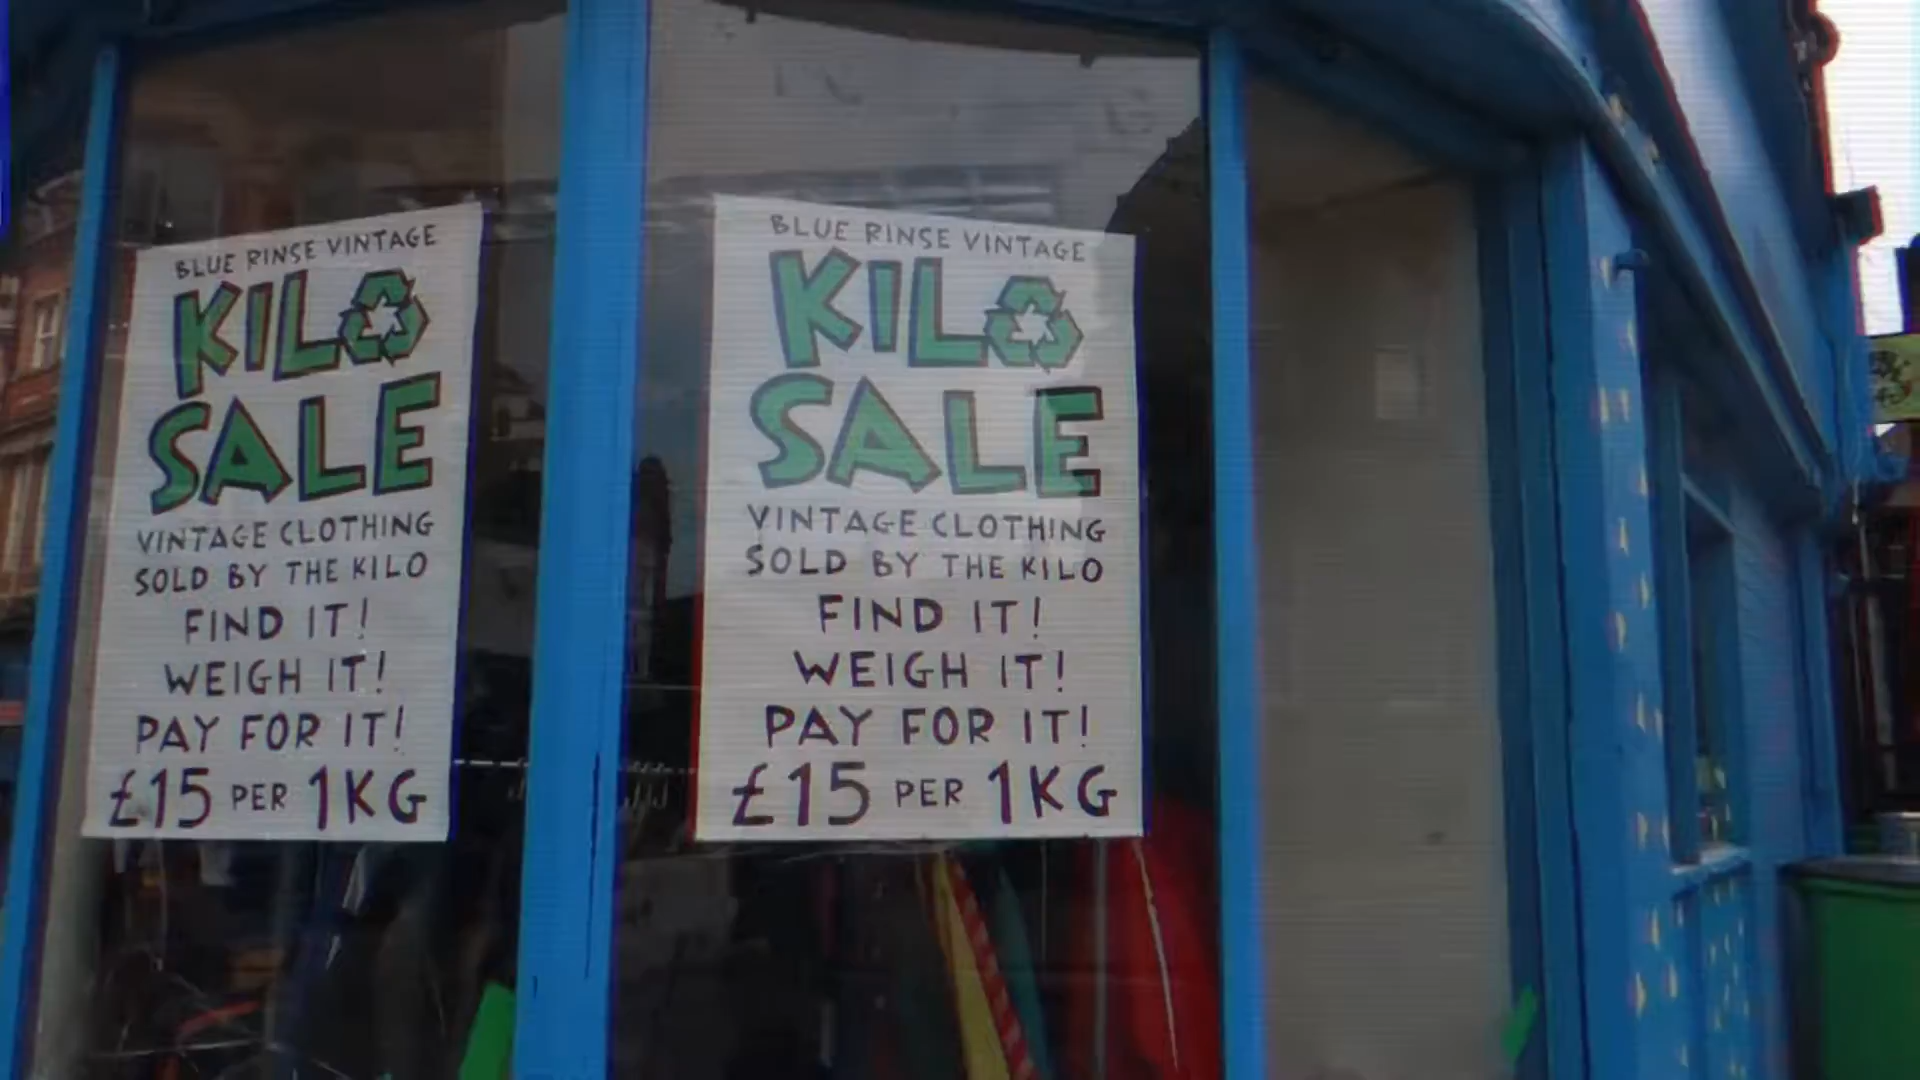 BLUE RINSE VINTAGE
KILO
SALE
VINTAGE CLOTHING
SOLD BY THE KILO
FIND IT!
WEIGH IT!
PAY FOR IT!
£15 PER 1KG
BLUE RINSE VINTAGE
KILO
SALE
VINTAGE CLOTHING
SOLD BY THE KILO
FIND IT!
WEIGH IT!
PAY FOR IT!
£15 PER 1KG